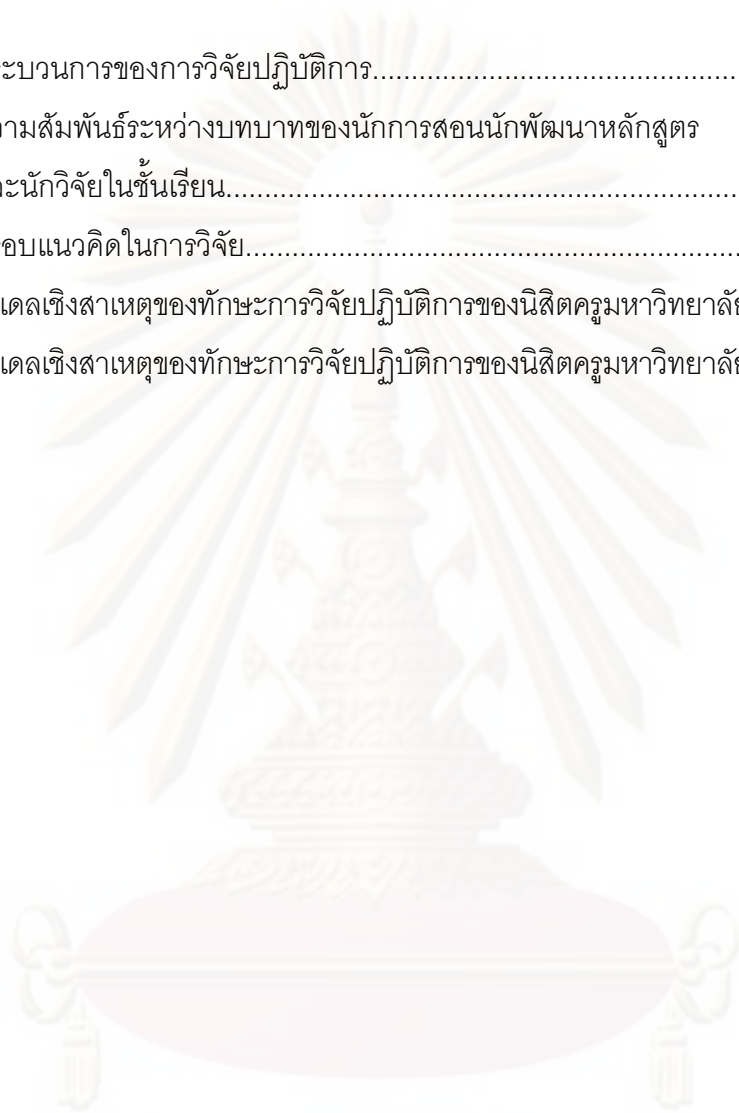 ะบวนการของการวิจัยปฏิบัติการ..............................................
ามสัมพันธ์ระหว่างบทบาทของนักการสอนนักพัฒนาหลักสูตร
ะนักวิจัยในชั้นเรียน.................................................................
อบแนวคิดในการวิจัย...............................................................
เดลเชิงสาเหตุของทักษะการวิจัยปฏิบัติการของนิสิตครูมหาวิทยาลัย
เดลเชิงสาเหตุของทักษะการวิจัยปฏิบัติการของนิสิตครูมหาวิทยาลัย